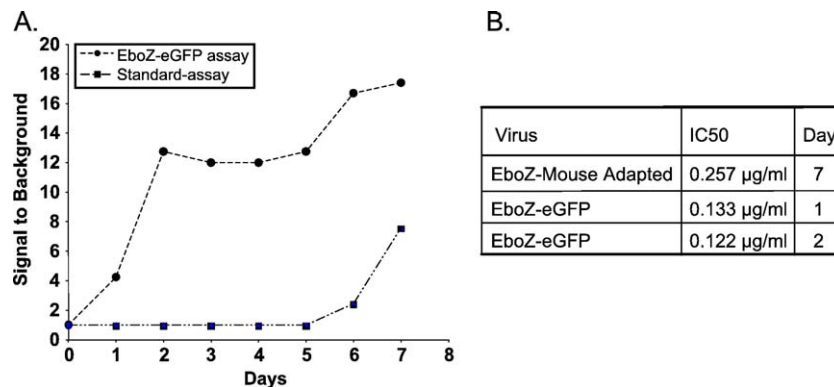 A.
20
18
16
14
12
10
8
6
4
2
0
Signal to Background
EboZ-eGFP assay
Standard-assay
0 1 2 3 4 5 6 7 8
Days
B.
Virus IC50 Day
EboZ-Mouse Adapted 0.257 µg/ml 7
EboZ-eGFP 0.133 µg/ml 1
EboZ-eGFP 0.122 µg/ml 2